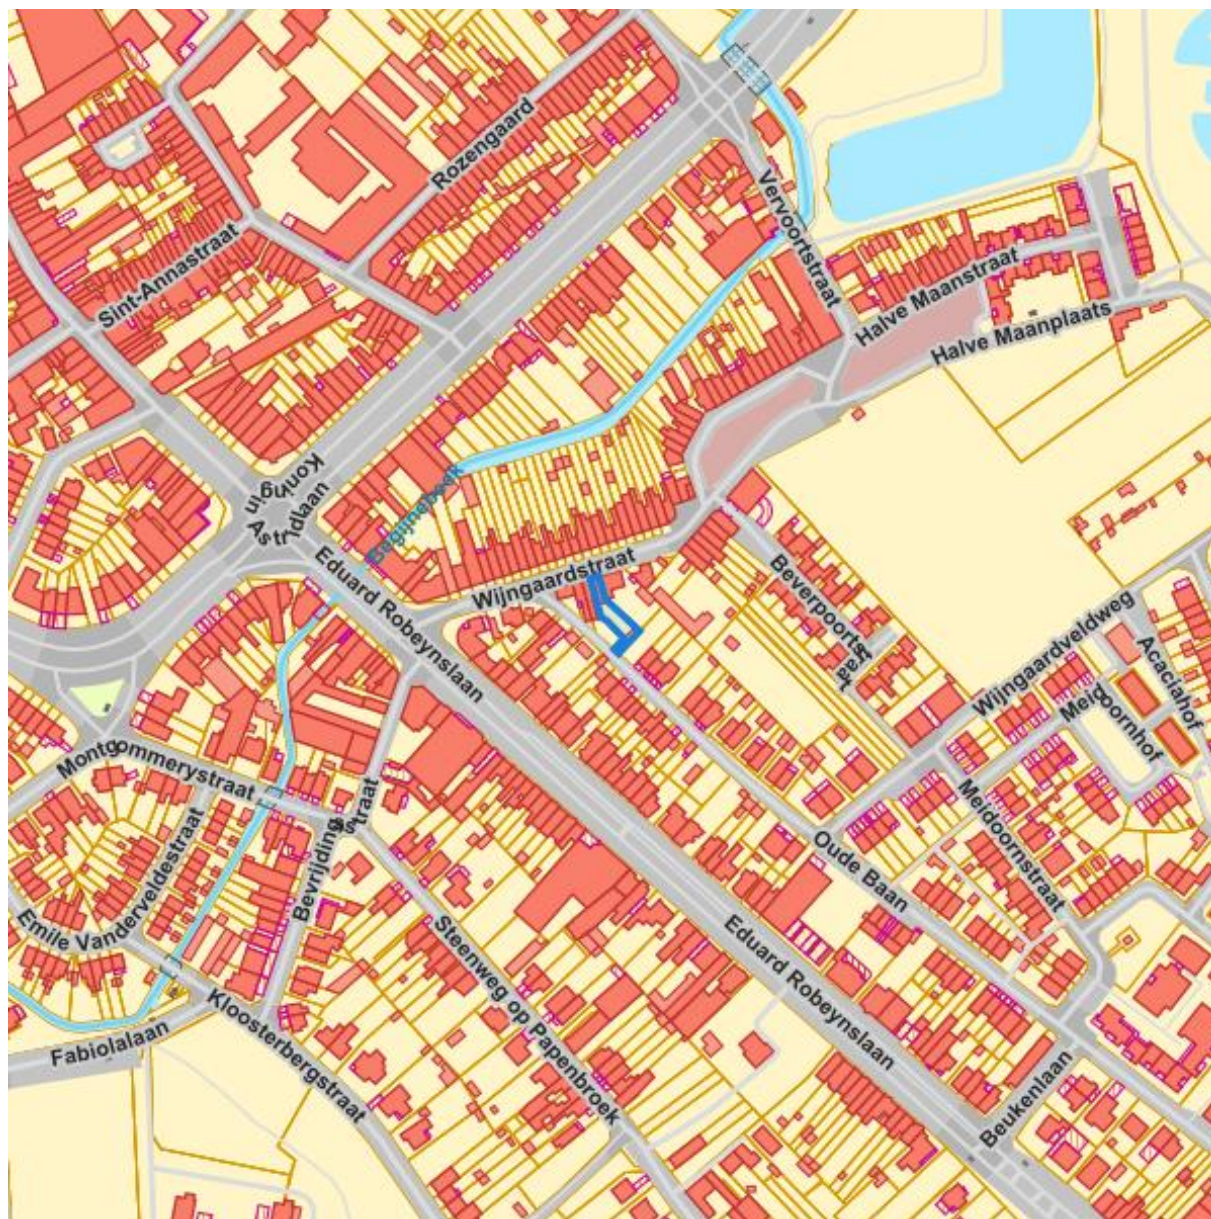 Rozengaard
Vervoortstraat
Sint-Annastraat
Halve Maanstraat
Halve Maanplaats
Koningin
Astridlaan
Begijnebeek
Eduard Robeynslaan
Wijngaardstraat
Beverpoortstraat
Wijngaardveldweg
Acaciahof
Meidoornhof
Montgommerystraat
Bevrijdingsstraat
Meidoornstraat
Oude Baan
Emile Vanderveldestraat
Steenweg op Papenbroek
Eduard Robeynslaan
Kloosterbergstraat
Fabiolalaan
Beukenlaan